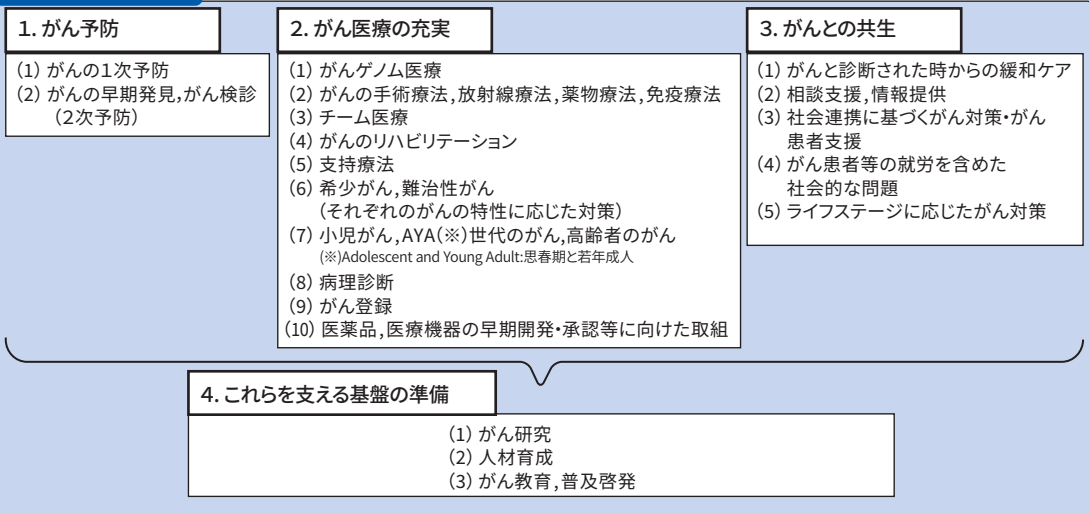 1. がん予防
(1) がんの1次予防
(2) がんの早期発見,がん検診
(2次予防)
2. がん医療の充実
(1) がんゲノム医療
(2) がんの手術療法,放射線療法,薬物療法,免疫療法
(3) チーム医療
(4) がんのリハビリテーション
(5) 支持療法
(6) 希少がん,難治性がん
(それぞれのがんの特性に応じた対策)
(7) 小児がん,AYA(※)世代のがん,高齢者のがん
(※)Adolescent and Young Adult:思春期と若年成人
(8) 病理診断
(9) がん登録
(10) 医薬品,医療機器の早期開発・承認等に向けた取組
3. がんとの共生
(1) がんと診断された時からの緩和ケア
(2) 相談支援,情報提供
(3) 社会連携に基づくがん対策・がん
患者支援
(4) がん患者等の就労を含めた
社会的な問題
(5) ライフステージに応じたがん対策
4. これらを支える基盤の準備
(1) がん研究
(2) 人材育成
(3) がん教育,普及啓発